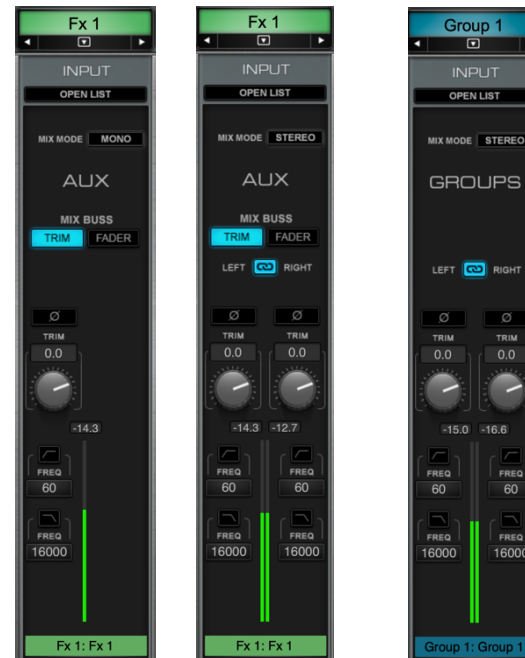 Fx 1
INPUT
OPEN LIST
MIX MODE MONO
AUX
MIX BUSS
TRIM FADER
Ø
TRIM
0.0
-14.3
FREQ
60
FREQ
16000
Fx 1: Fx 1
Fx 1
INPUT
OPEN LIST
MIX MODE STEREO
AUX
MIX BUSS
TRIM FADER
LEFT RIGHT
Ø Ø
TRIM TRIM
0.0 0.0
-14.3 -12.7
FREQ FREQ
60 60
FREQ FREQ
16000 16000
Fx 1: Fx 1
Group 1
INPUT
OPEN LIST
MIX MODE STEREO
GROUPS
LEFT RIGHT
Ø Ø
TRIM TRIM
0.0 0.0
-15.0 -16.6
FREQ FREQ
60 60
FREQ FREQ
16000 16000
Group 1: Group 1